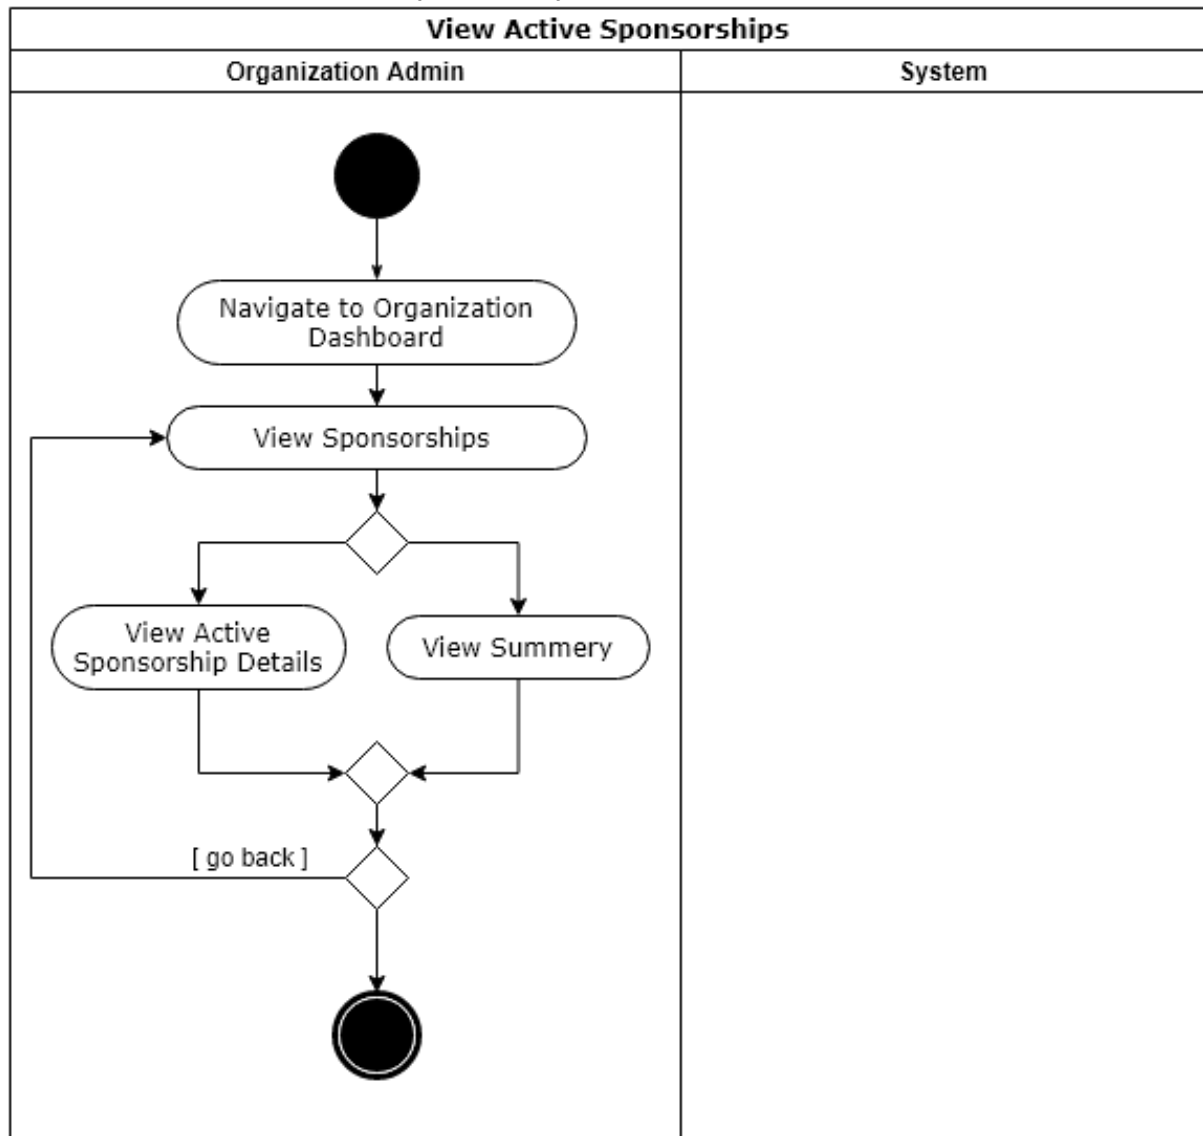 View Active Sponsorships
Organization Admin
System
Navigate to Organization
Dashboard
View Sponsorships
View Active
Sponsorship Details
View Summery
[ go back ]